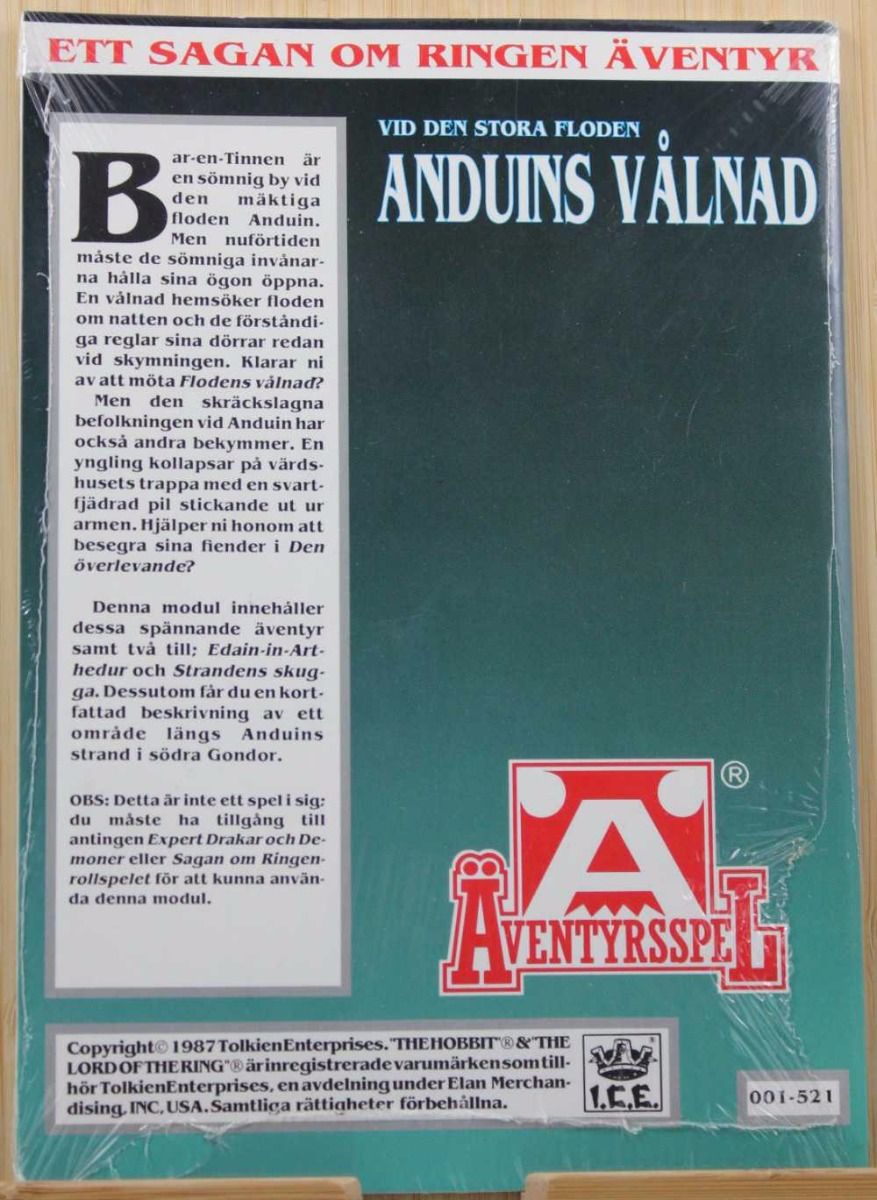 ETT SAGAN OM RINGEN ÄVENTYR
VID DEN STORA FLODEN
ANDUINS VÅLNAD
Bar-en-Tinnen är
en sömnig by vid
den mäktiga
floden Anduin.
Men nuförtiden
måste de sömniga invånar-
na hålla sina ögon öppna.
En vålnad hemsöker floden
om natten och de förståndi-
ga reglar sina dörrar redan
vid skymningen. Klarar ni
av att möta Flodens vålnad?
Men den skräckslagna
befolkningen vid Anduin har
också andra bekymmer. En
yngling kollapsar på värds-
husets trappa med en svart-
fjädrad pil stickande ut ur
armen. Hjälper ni honom att
besegra sina fiender i Den
överlevande?
Denna modul innehåller
dessa spännande äventyr
samt två till; Edain-in-Art-
hedur och Strandens skug-
ga. Dessutom får du en kort-
fattad beskrivning av ett
område längs Anduins
strand i södra Gondor.
OBS: Detta är inte ett spel i sig;
du måste ha tillgång till
antingen Expert Drakar och De-
moner eller Sagan om Ringen-
rollspelet för att kunna använ-
da denna modul.
Ä
®
ÄVENTYRSSPEL
Copyright© 1987 Tolkien Enterprises. "THE HOBBIT"® & "THE
LORD OF THE RING"® är inregistrerade varumärken som till-
hör Tolkien Enterprises, en avdelning under Elan Merchan-
dising, INC, USA. Samtliga rättigheter förbehållna.
I.C.E.
001-521